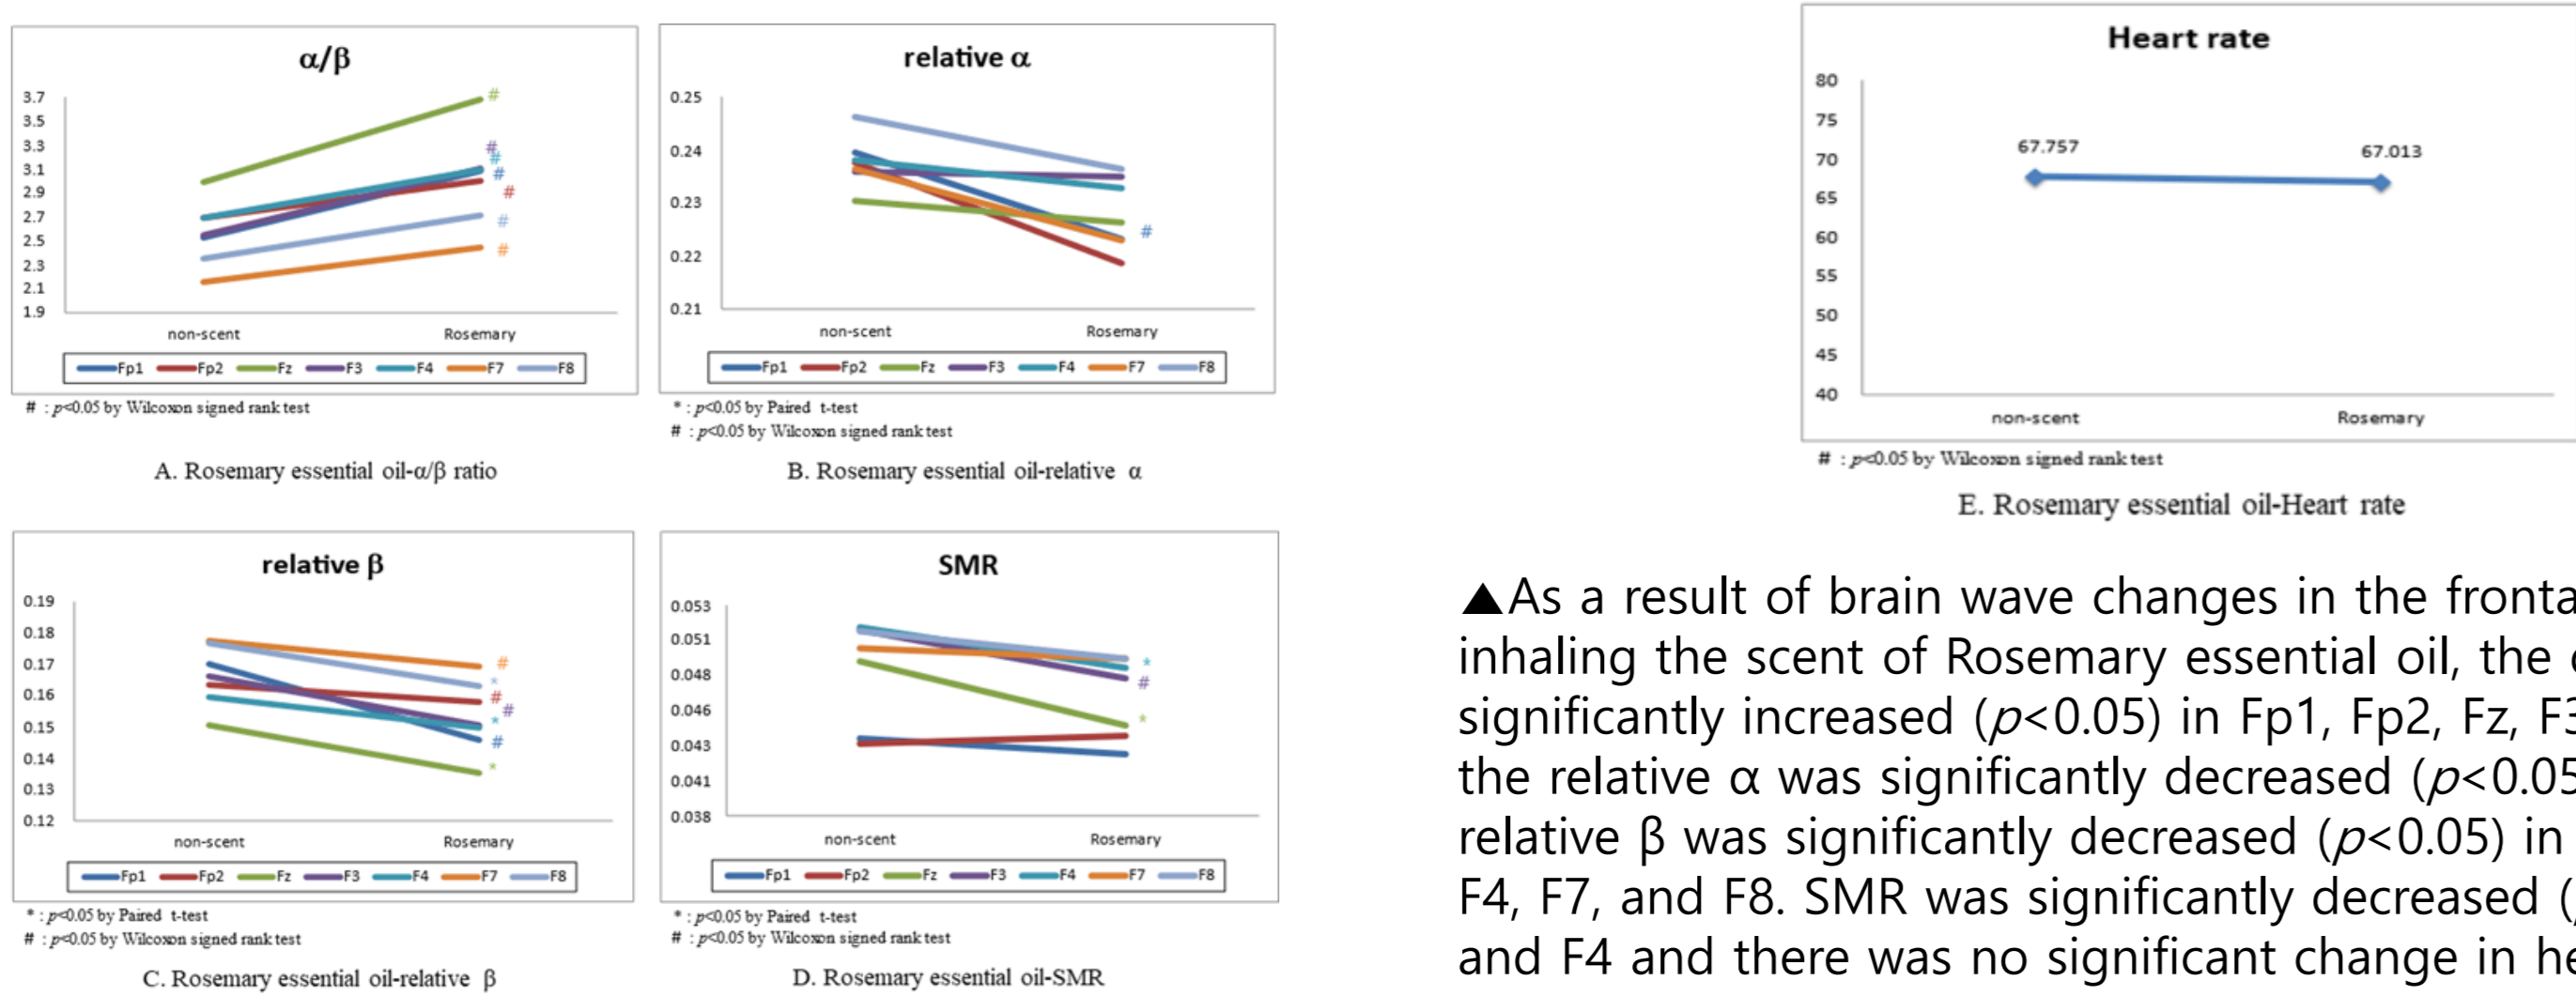 α/β
3.7
3.5
3.3
3.1
2.9
2.7
2.5
2.3
2.1
1.9
#
#
#
#
#
#
#
non-scent Rosemary
Fp1 Fp2 Fz F3 F4 F7 F8
# : p<0.05 by Wilcoxon signed rank test
A. Rosemary essential oil-α/β ratio
relative α
0.25
0.24
0.23
0.22
0.21
#
non-scent Rosemary
Fp1 Fp2 Fz F3 F4 F7 F8
* : p<0.05 by Paired t-test
# : p<0.05 by Wilcoxon signed rank test
B. Rosemary essential oil-relative α
Heart rate
80
75
70
65
60
55
50
45
40
67.757
67.013
non-scent Rosemary
# : p<0.05 by Wilcoxon signed rank test
E. Rosemary essential oil-Heart rate
relative β
0.19
0.18
0.17
0.16
0.15
0.14
0.13
0.12
#
*
#
#
*
#
*
non-scent Rosemary
Fp1 Fp2 Fz F3 F4 F7 F8
* : p<0.05 by Paired t-test
# : p<0.05 by Wilcoxon signed rank test
C. Rosemary essential oil-relative β
SMR
0.053
0.051
0.048
0.046
0.043
0.041
0.038
*
#
*
non-scent Rosemary
Fp1 Fp2 Fz F3 F4 F7 F8
* : p<0.05 by Paired t-test
# : p<0.05 by Wilcoxon signed rank test
D. Rosemary essential oil-SMR
▲As a result of brain wave changes in the fronta
inhaling the scent of Rosemary essential oil, the
significantly increased (p<0.05) in Fp1, Fp2, Fz, F3
the relative α was significantly decreased (p<0.05
relative β was significantly decreased (p<0.05) in
F4, F7, and F8. SMR was significantly decreased (
and F4 and there was no significant change in he